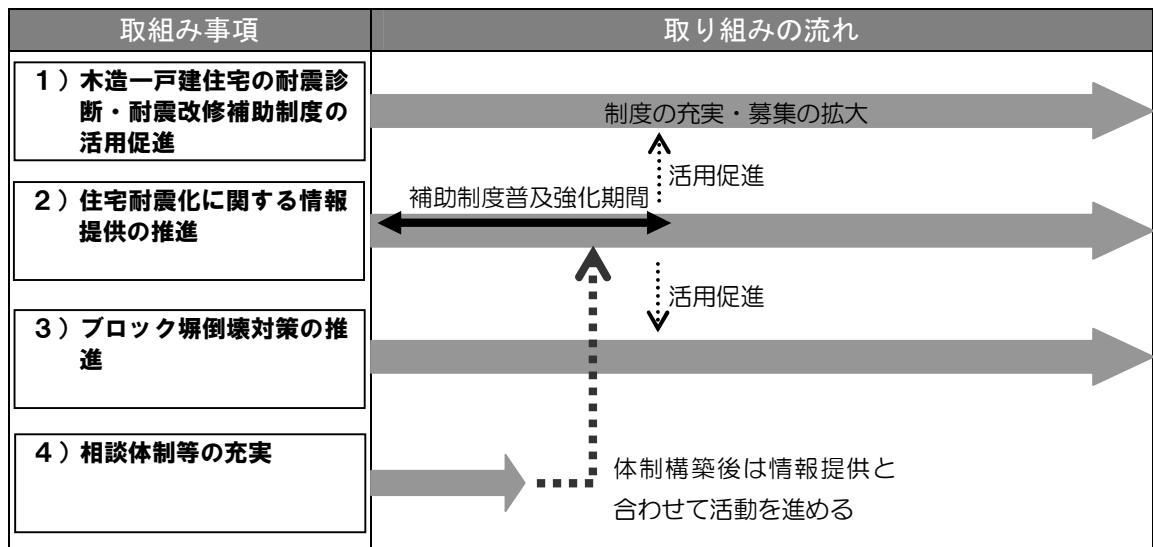 取組み事項
取り組みの流れ
1)木造一戸建住宅の耐震診
断・耐震改修補助制度の
活用促進
制度の充実・募集の拡大
活用促進
2)住宅耐震化に関する情報
提供の推進
補助制度普及強化期間
活用促進
3)ブロック塀倒壊対策の推
進
4)相談体制等の充実
体制構築後は情報提供と
合わせて活動を進める